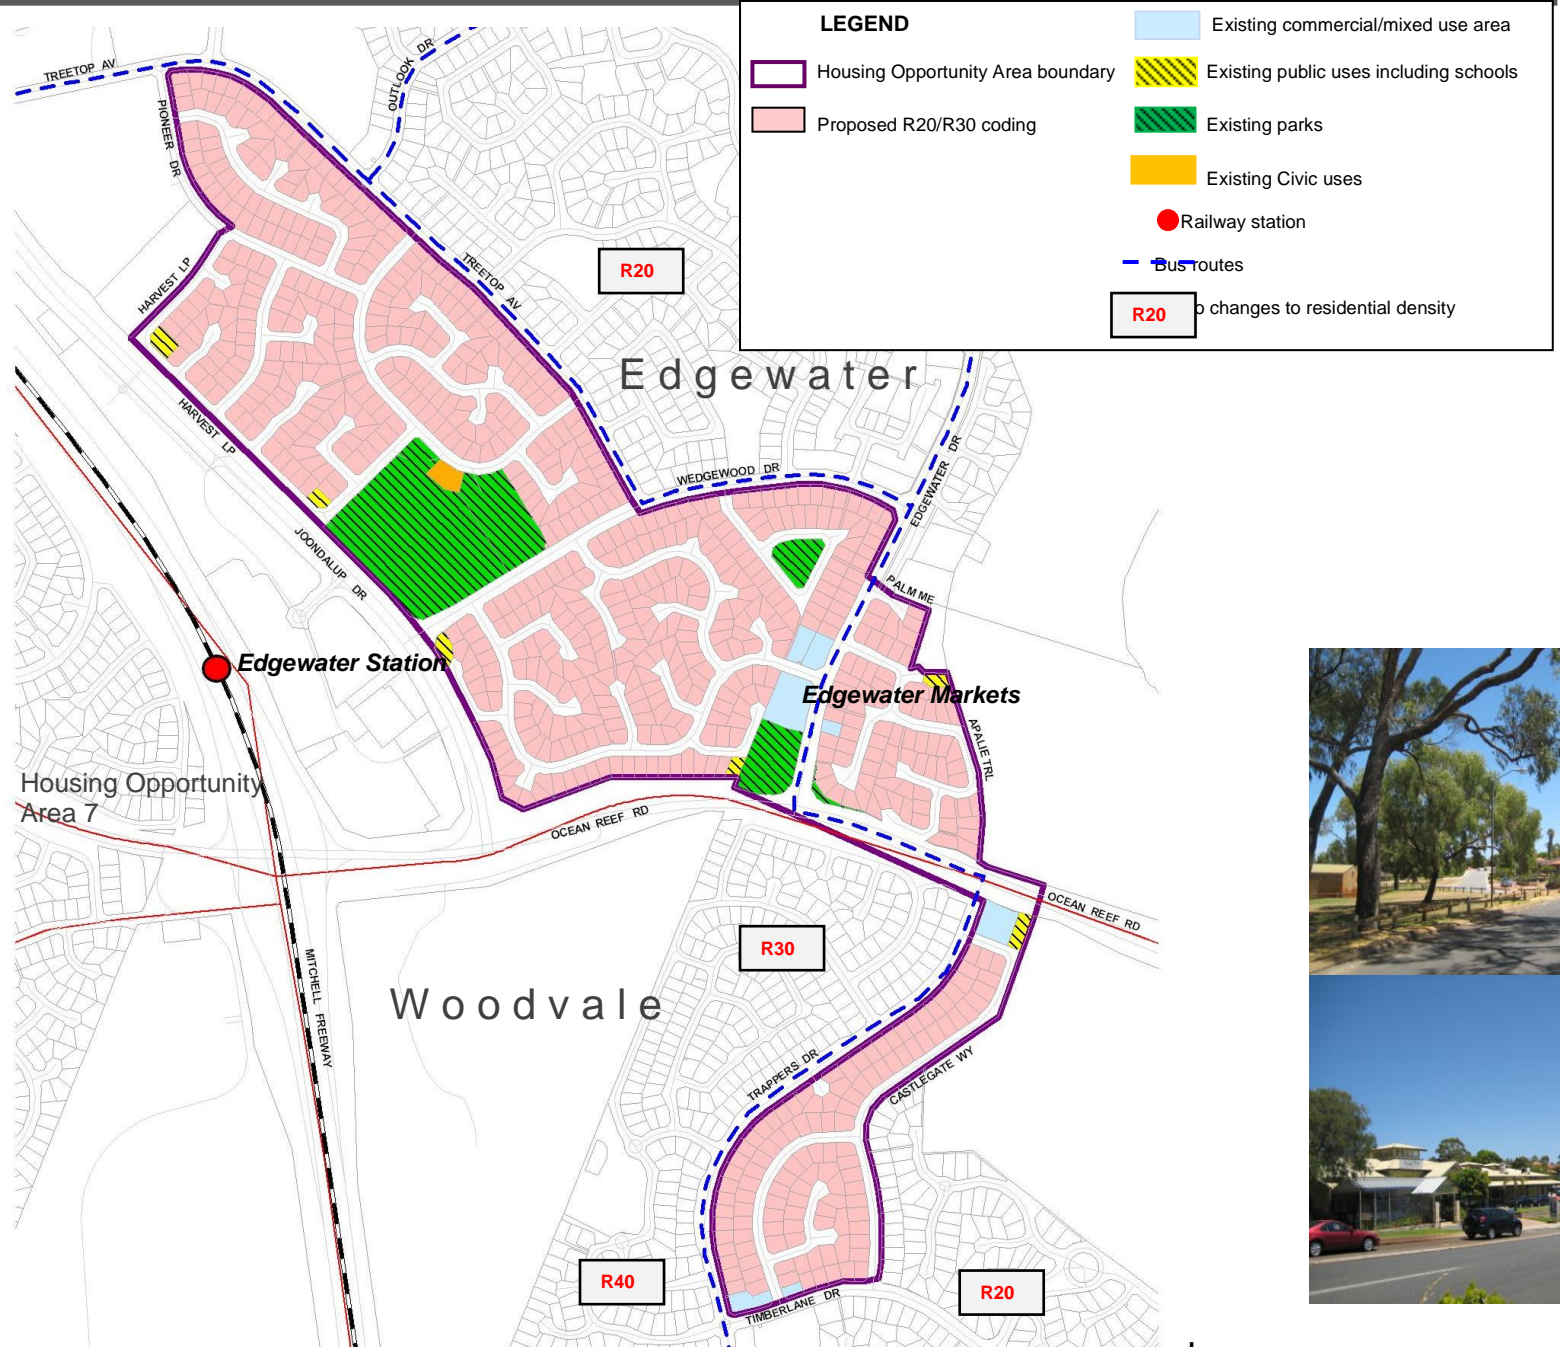 LEGEND
Housing Opportunity Area boundary
Proposed R20/R30 coding
Existing commercial/mixed use area
Existing public uses including schools
Existing parks
Existing Civic uses
Railway station
Bus routes
R20
o changes to residential density
TREETOP AV
OUTLOOK DR
PIONEER DR
HARVEST LP
TREETOP AV
R20
Edgewater
HARVEST LP
WEDGEWOOD DR
EDGEWATER DR
JOONDALUP DR
PALM ME
Edgewater Station
Edgewater Markets
APALIE TRL
Housing Opportunity
Area 7
OCEAN REEF RD
OCEAN REEF RD
R30
MITCHELL FREEWAY
Woodvale
TRAPPERS DR
CASTLEGATE WY
R40
R20
TIMBERLANE DR